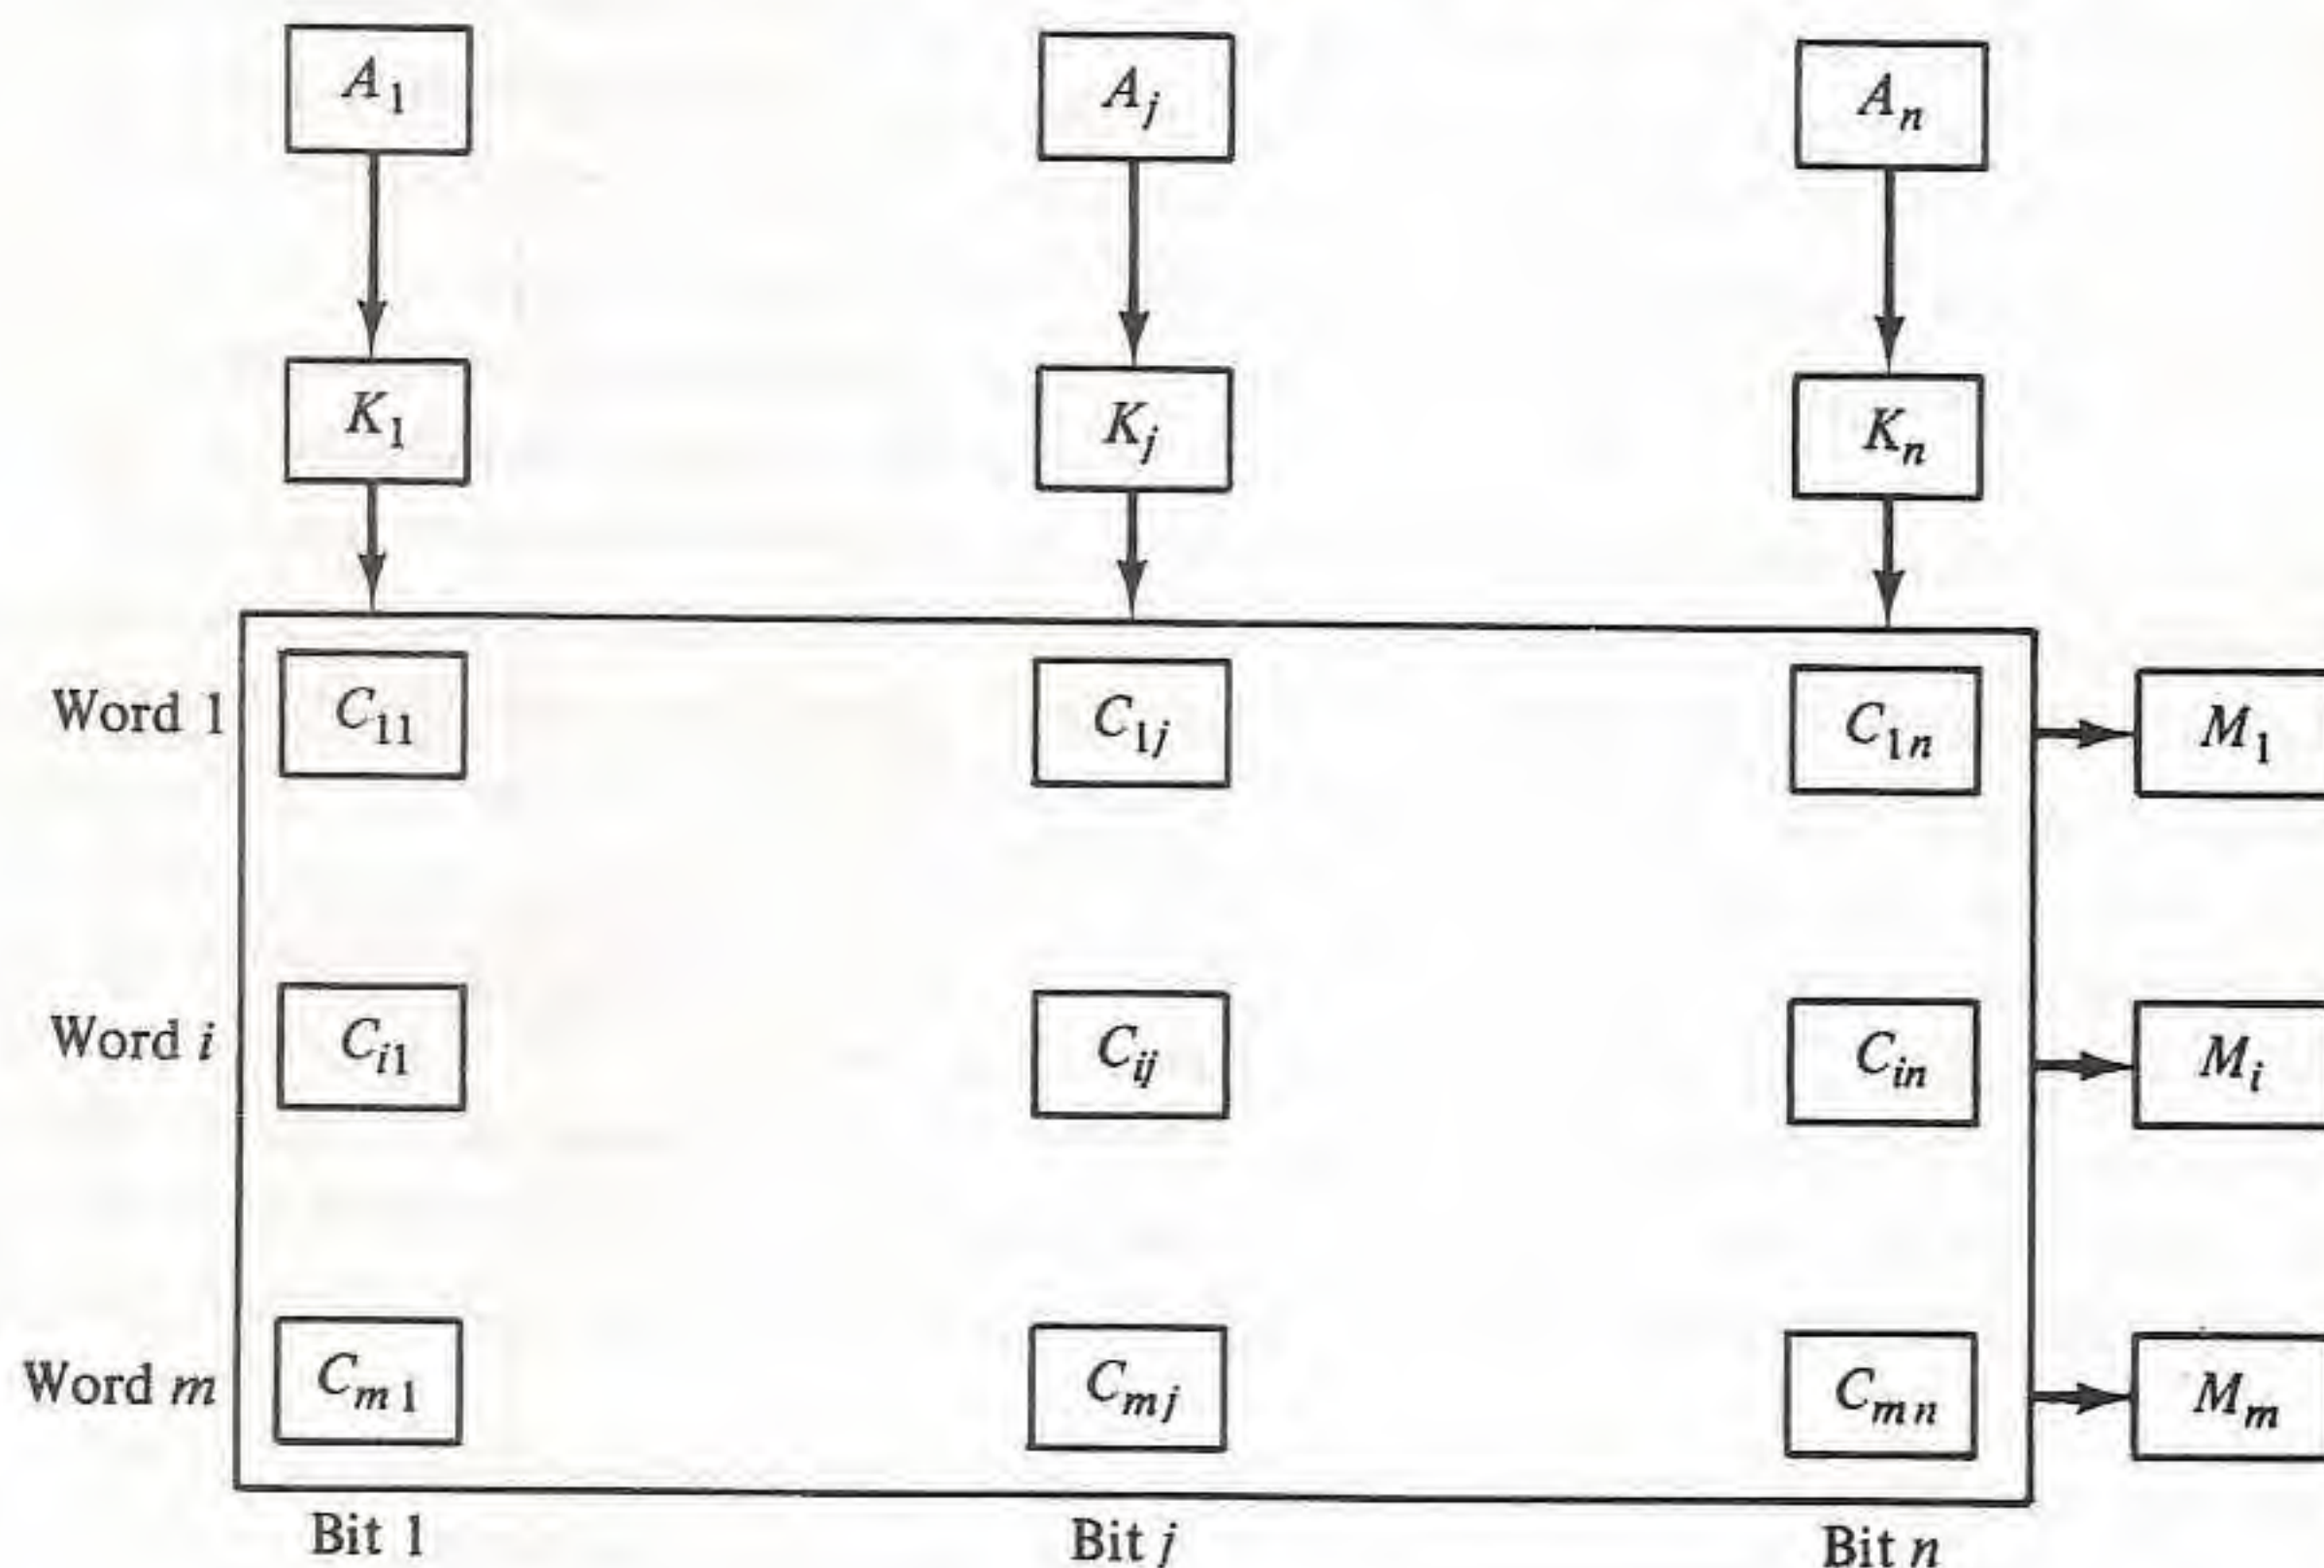 A1 Aj An
K1 Kj Kn
Word 1 C11 C1j C1n M1
Word i Ci1 Cij Cin Mi
Word m Cm1 Cmj Cmn Mm
Bit 1 Bit j Bit n